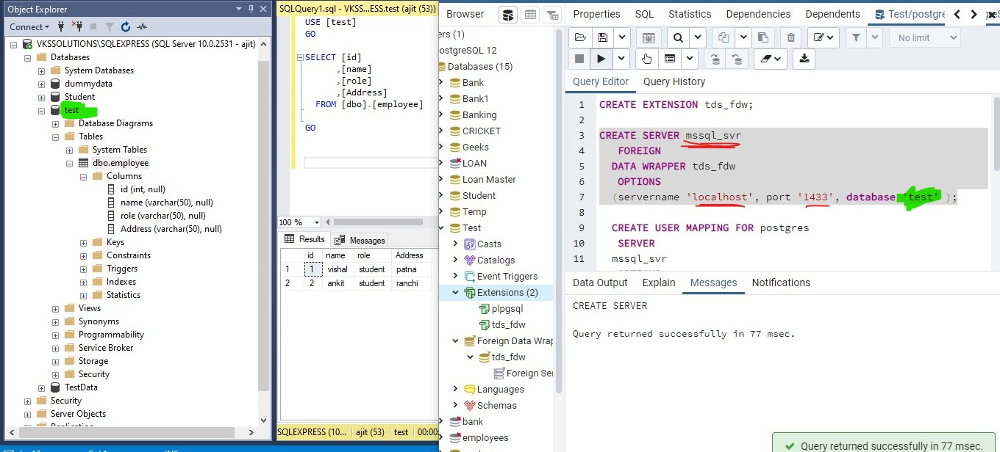 Object Explorer
Connect
VKSSOLUTIONS\SQLEXPRESS (SQL Server 10.0.2531 - ajit)
Databases
System Databases
dummydata
Student
test
Database Diagrams
Tables
System Tables
dbo.employee
Columns
id (int, null)
name (varchar(50), null)
role (varchar(50), null)
Address (varchar(50), null)
Keys
Constraints
Triggers
Indexes
Statistics
Views
Synonyms
Programmability
Service Broker
Storage
Security
TestData
Security
Server Objects
SQLQuery1.sql - VKSS...ESS.test (ajit (53))
USE [test]
GO
SELECT [id]
,[name]
,[role]
,[Address]
FROM [dbo].[employee]
GO
100 %
Results Messages
id name role Address
1 1 vishal student patna
2 2 ankit student ranchi
SQLEXPRESS (10... ajit (53) test 00:00
Browser
ers (1)
ostgreSQL 12
Databases (15)
Bank
Bank1
Banking
CRICKET
Geeks
LOAN
Loan Master
Student
Temp
Test
Casts
Catalogs
Event Triggers
Extensions (2)
plpgsql
tds_fdw
Foreign Data Wrap
tds_fdw
Foreign Ser
Languages
Schemas
bank
employees
Properties SQL Statistics Dependencies Dependents Test/postgre
No limit
Query Editor Query History
1 CREATE EXTENSION tds_fdw;
2
3 CREATE SERVER mssql_svr
4 FOREIGN
5 DATA WRAPPER tds_fdw
6 OPTIONS
7 (servername 'localhost', port '1433', database 'test' );
8
9 CREATE USER MAPPING FOR postgres
10 SERVER
11 mssql_svr
Data Output Explain Messages Notifications
CREATE SERVER
Query returned successfully in 77 msec.
Query returned successfully in 77 msec.